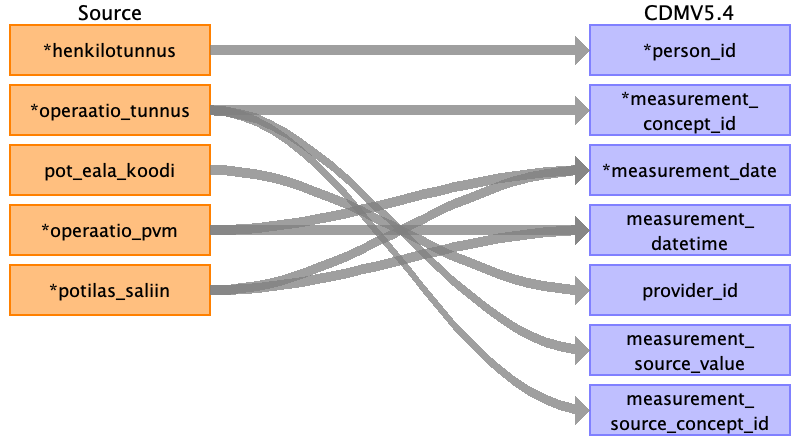 Source
CDMV5.4
*henkilotunnus
*person_id
*operaatio_tunnus
*measurement_
concept_id
pot_eala_koodi
*measurement_date
*operaatio_pvm
measurement_
datetime
*potilas_saliin
provider_id
measurement_
source_value
measurement_
source_concept_id